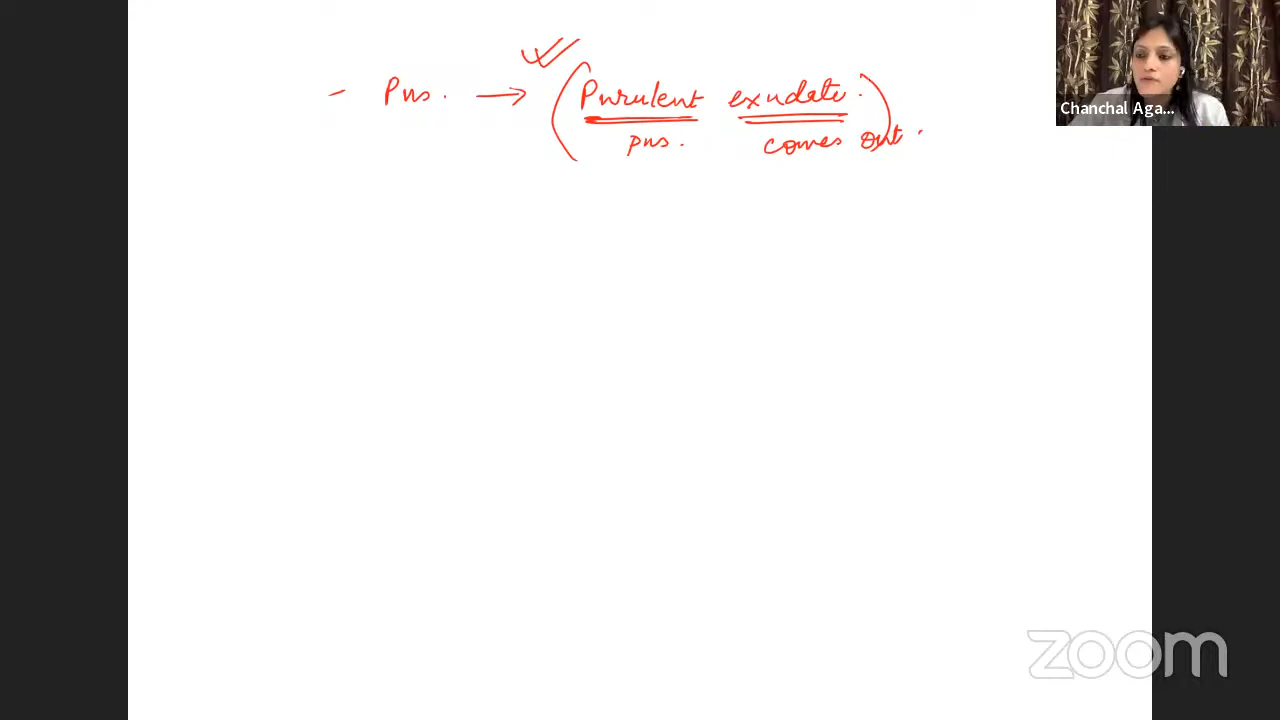 - Pus. → (Purulent exudate.)
pus. comes out.
Chanchal Aga...
zoom